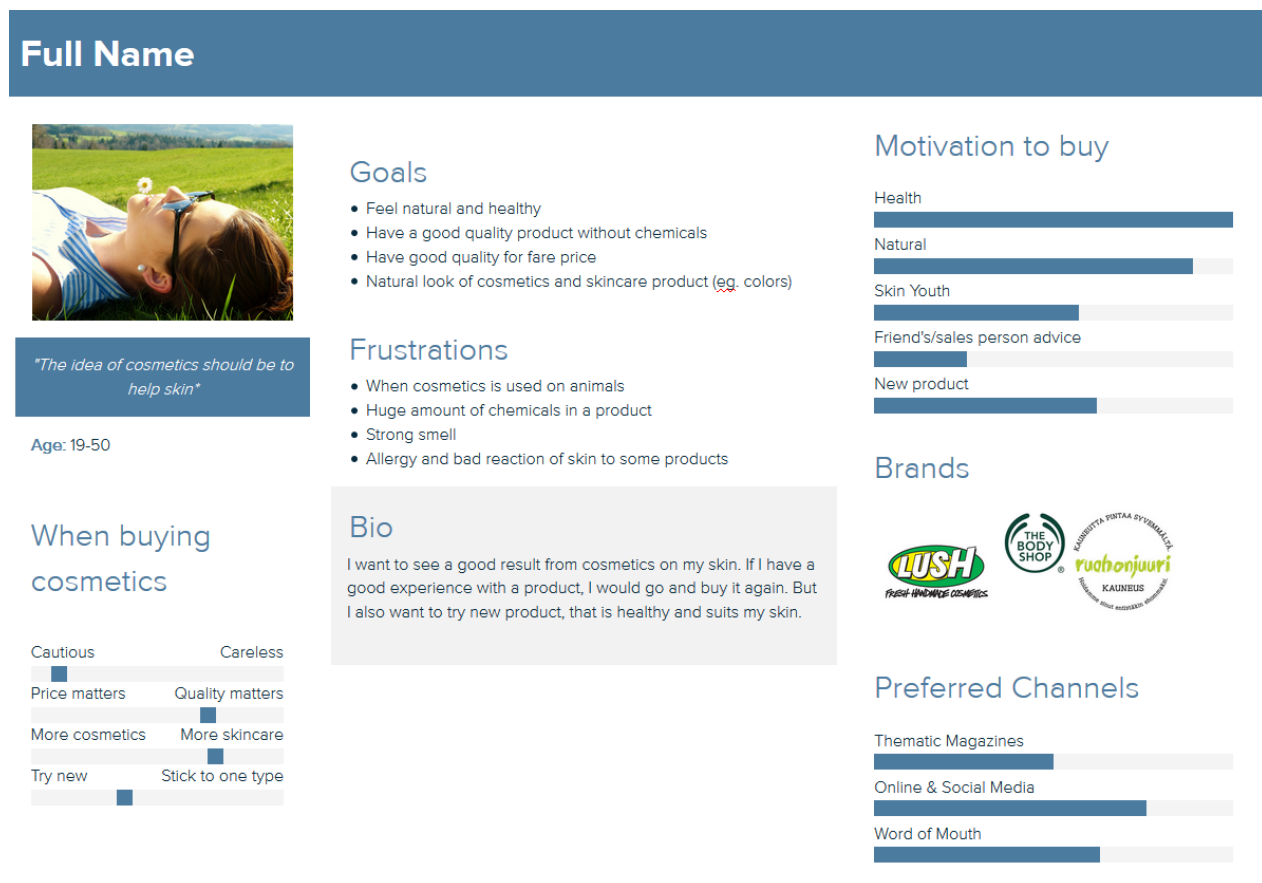 Full Name
"The idea of cosmetics should be to
help skin"
Age: 19-50
When buying
cosmetics
Cautious Careless
Price matters Quality matters
More cosmetics More skincare
Try new Stick to one type
Goals
Feel natural and healthy
Have a good quality product without chemicals
Have good quality for fare price
Natural look of cosmetics and skincare product (eg. colors)
Frustrations
When cosmetics is used on animals
Huge amount of chemicals in a product
Strong smell
Allergy and bad reaction of skin to some products
Bio
I want to see a good result from cosmetics on my skin. If I have a
good experience with a product, I would go and buy it again. But
I also want to try new product, that is healthy and suits my skin.
Motivation to buy
Health
Natural
Skin Youth
Friend's/sales person advice
New product
Brands
LUSH
FRESH HANDMADE COSMETICS
THE
BODY
SHOP
®
KAUNEUTTA PINTAA SYVEMMÄLTÄ
ruohonjuuri
KAUNEUS
Preferred Channels
Thematic Magazines
Online & Social Media
Word of Mouth